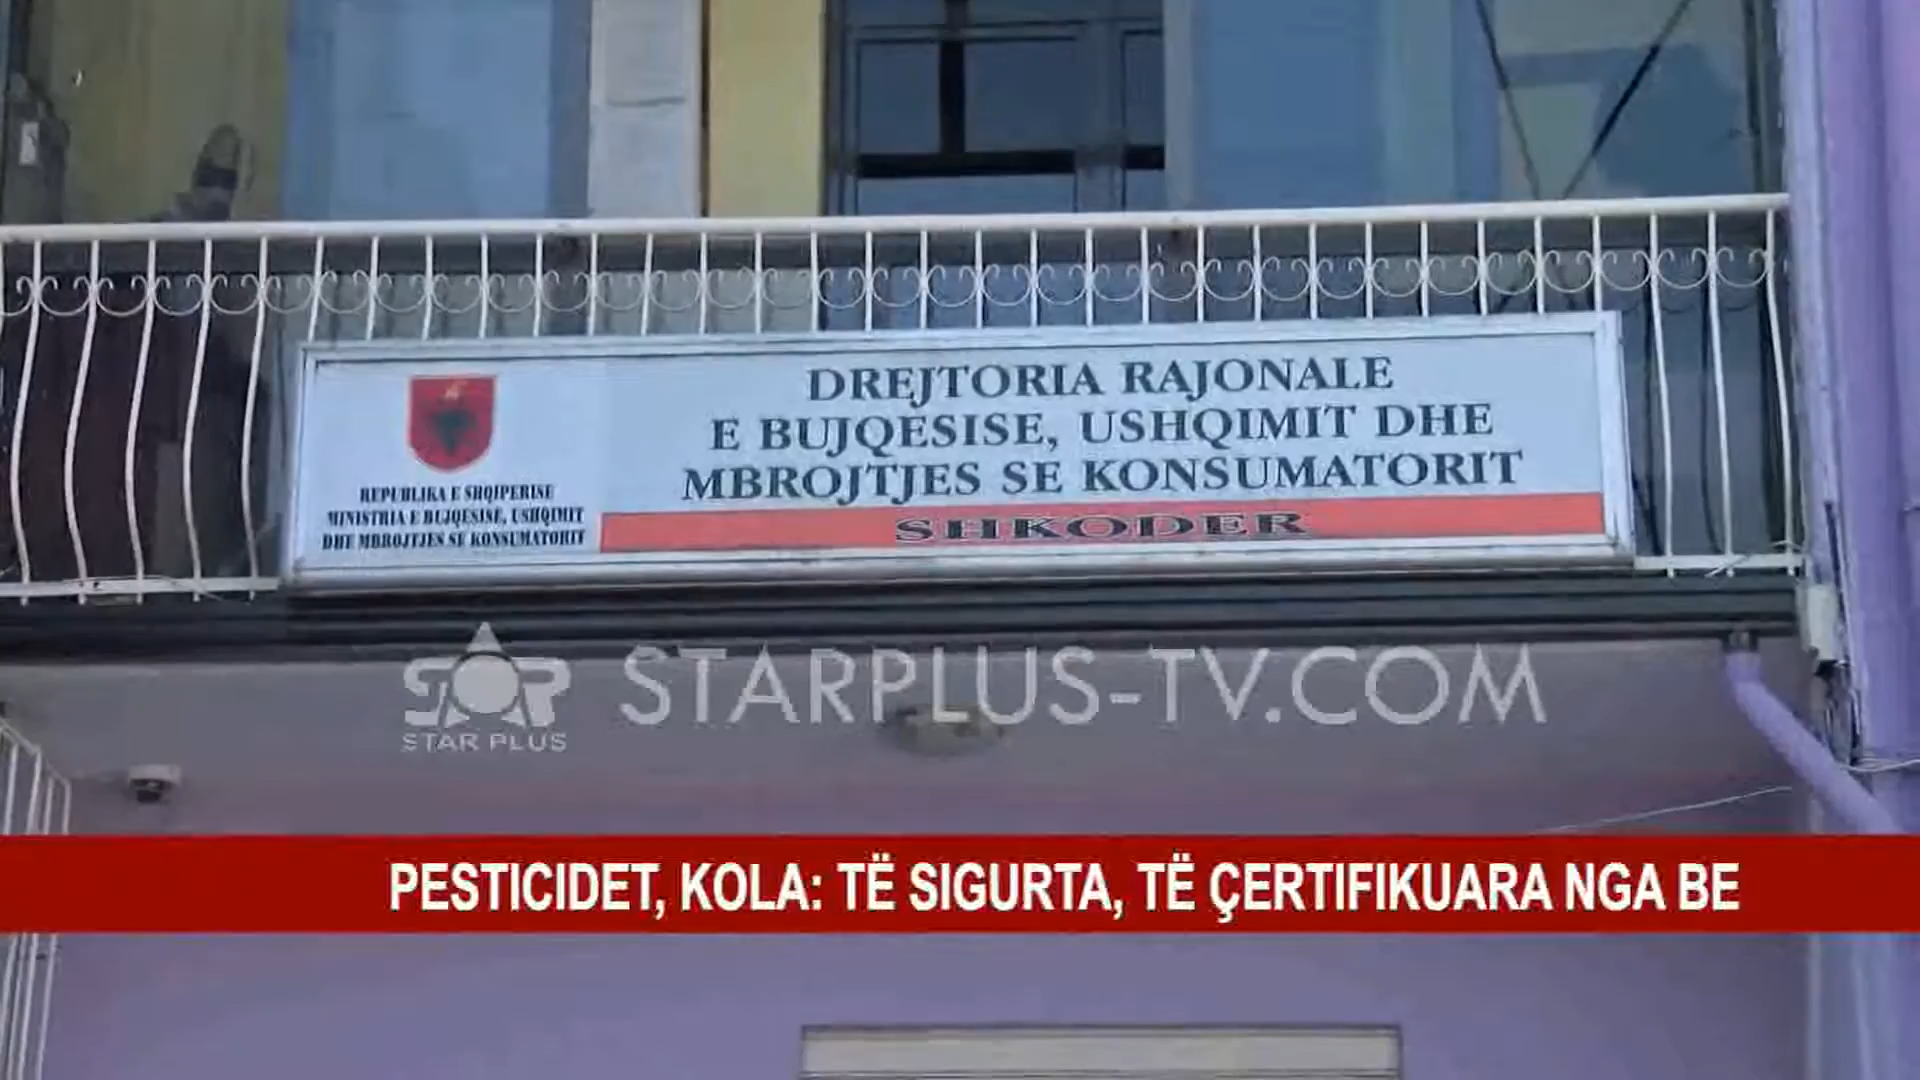 DREJTORIA RAJONALE
E BUJQESISE, USHQIMIT DHE
MBROJTJES SE KONSUMATORIT
SHKODER
REPUBLIKA E SHQIPERISE
MINISTRIA E BUJQESISE, USHQIMIT
DHE MBROJTJES SE KONSUMATORIT
STAR
STAR PLUS
STARPLUS-TV.COM
PESTICIDET, KOLA: TË SIGURTA, TË ÇERTIFIKUARA NGA BE